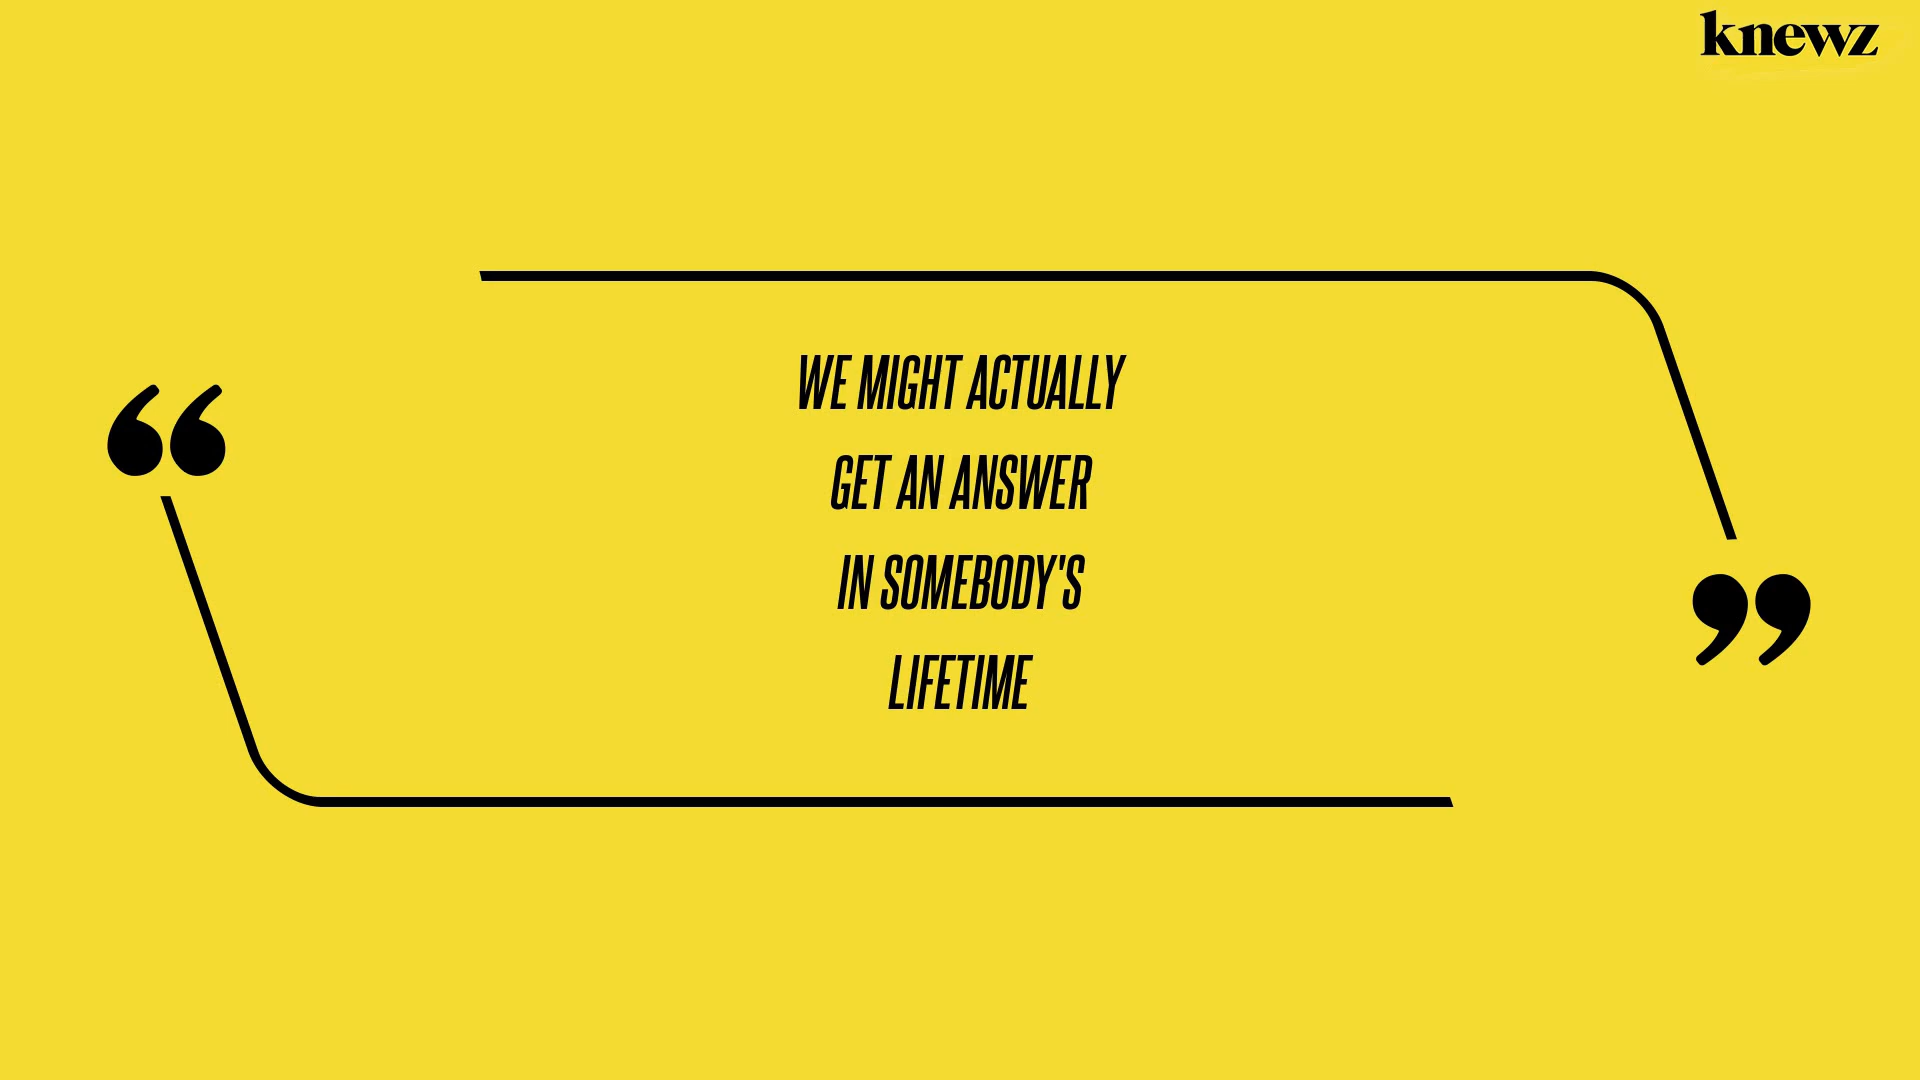 knewz
WE MIGHT ACTUALLY
GET AN ANSWER
IN SOMEBODY'S
LIFETIME